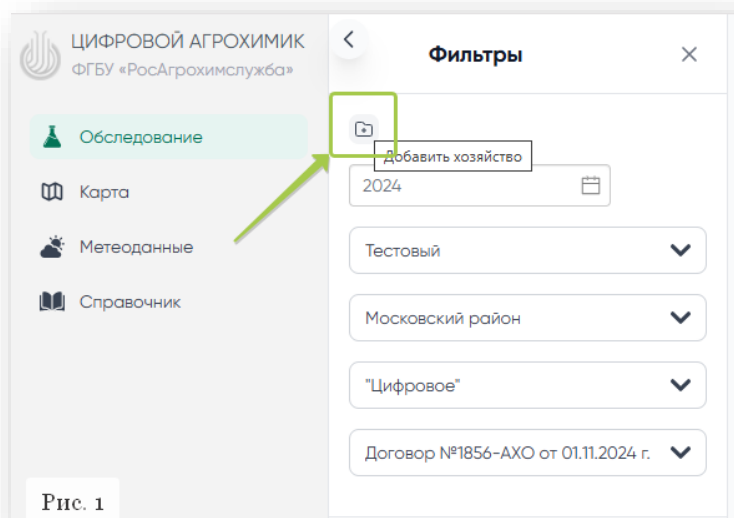 ЦИФРОВОЙ АГРОХИМИК
ФГБУ «РосАгрохимслужба»
Обследование
Карта
Метеоданные
Справочник
Фильтры
Добавить хозяйство
2024
Тестовый
Московский район
"Цифровое"
Договор №1856-АХО от 01.11.2024 г.
Рис. 1